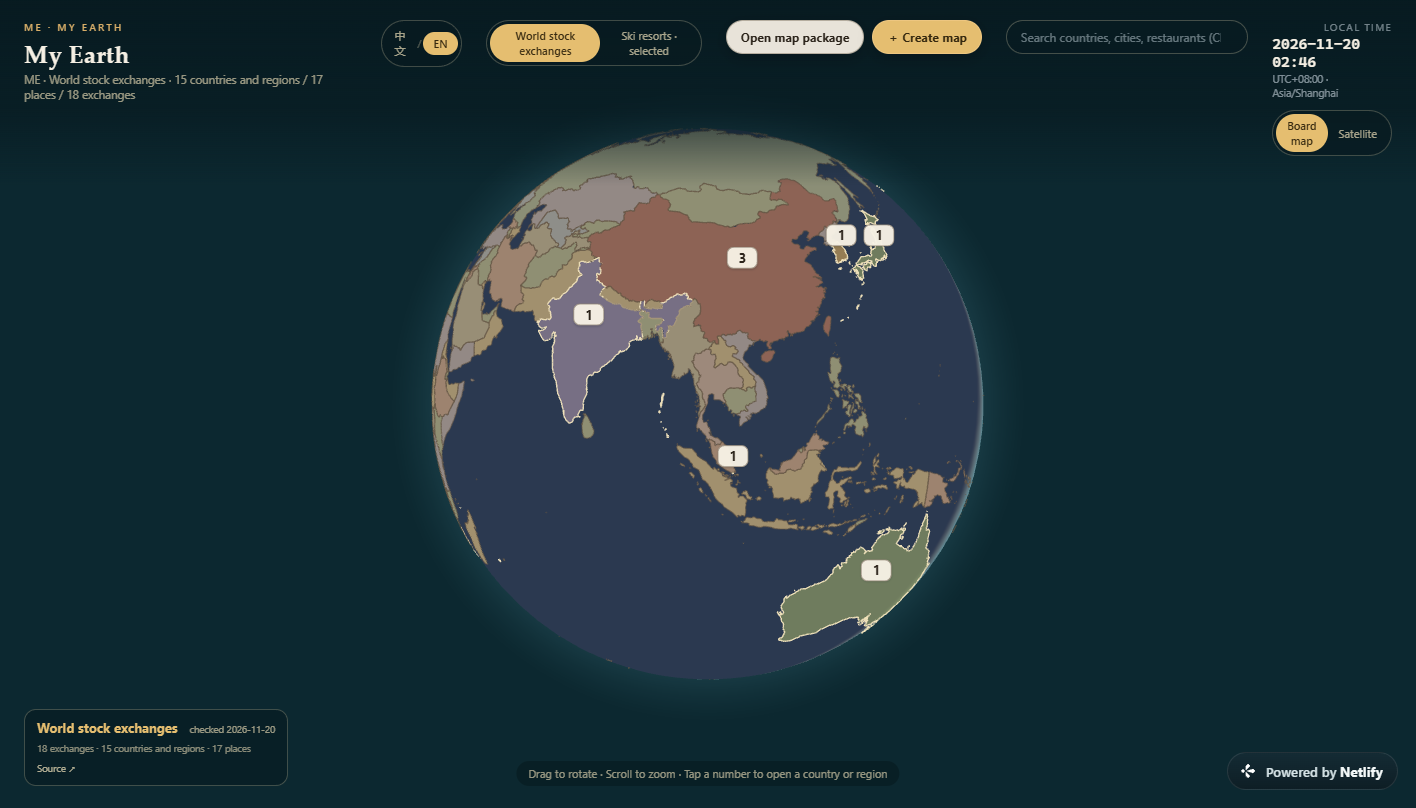 ME · MY EARTH
My Earth
ME · World stock exchanges · 15 countries and regions / 17
places / 18 exchanges
中
文
/
EN
World stock
exchanges
Ski resorts ·
selected
Open map package
+ Create map
Search countries, cities, restaurants (C
LOCAL TIME
2026-11-20
02:46
UTC+08:00 ·
Asia/Shanghai
Board
map
Satellite
1
1
3
1
1
1
World stock exchanges checked 2026-11-20
18 exchanges · 15 countries and regions · 17 places
Source ↗
Drag to rotate · Scroll to zoom · Tap a number to open a country or region
Powered by Netlify